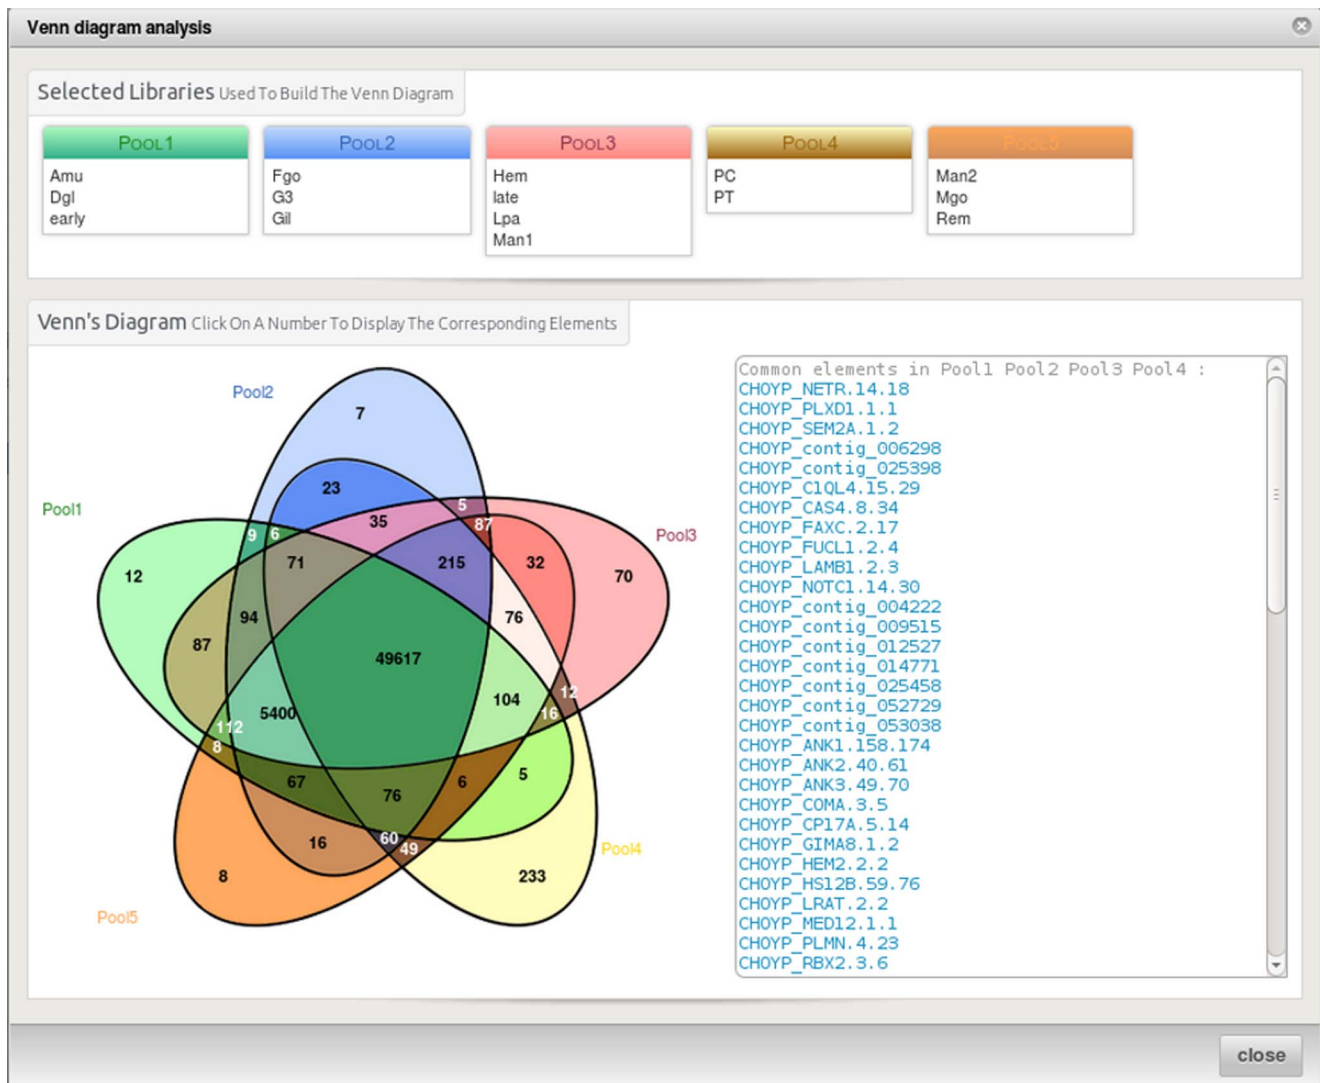 Venn diagram analysis
Selected Libraries Used To Build The Venn Diagram
Pool1 Pool2 Pool3 Pool4 Pool5
Amu Fgo Hem PC Man2
Dgl G3 late PT Mgo
early Gil Lpa Rem
Man1
Venn's Diagram Click On A Number To Display The Corresponding Elements
Pool2
7
23
5
Pool1
35
87
9 6
Pool3
71
215
32
12
70
94
76
87
49617
12
104
16
5400
112
8
67
76
6
5
60
16
49
Pool4
8
233
Pool5
Common elements in Pool1 Pool2 Pool3 Pool4 :
CHOYP_NETR.14.18
CHOYP_PLXD1.1.1
CHOYP_SEM2A.1.2
CHOYP_contig_006298
CHOYP_contig_025398
CHOYP_C1QL4.15.29
CHOYP_CAS4.8.34
CHOYP_FAXC.2.17
CHOYP_FUCL1.2.4
CHOYP_LAMB1.2.3
CHOYP_NOTC1.14.30
CHOYP_contig_004222
CHOYP_contig_009515
CHOYP_contig_012527
CHOYP_contig_014771
CHOYP_contig_025458
CHOYP_contig_052729
CHOYP_contig_053038
CHOYP_ANK1.158.174
CHOYP_ANK2.40.61
CHOYP_ANK3.49.70
CHOYP_COMA.3.5
CHOYP_CP17A.5.14
CHOYP_GIMA8.1.2
CHOYP_HEM2.2.2
CHOYP_HS12B.59.76
CHOYP_LRAT.2.2
CHOYP_MED12.1.1
CHOYP_PLMN.4.23
CHOYP_RBX2.3.6
close